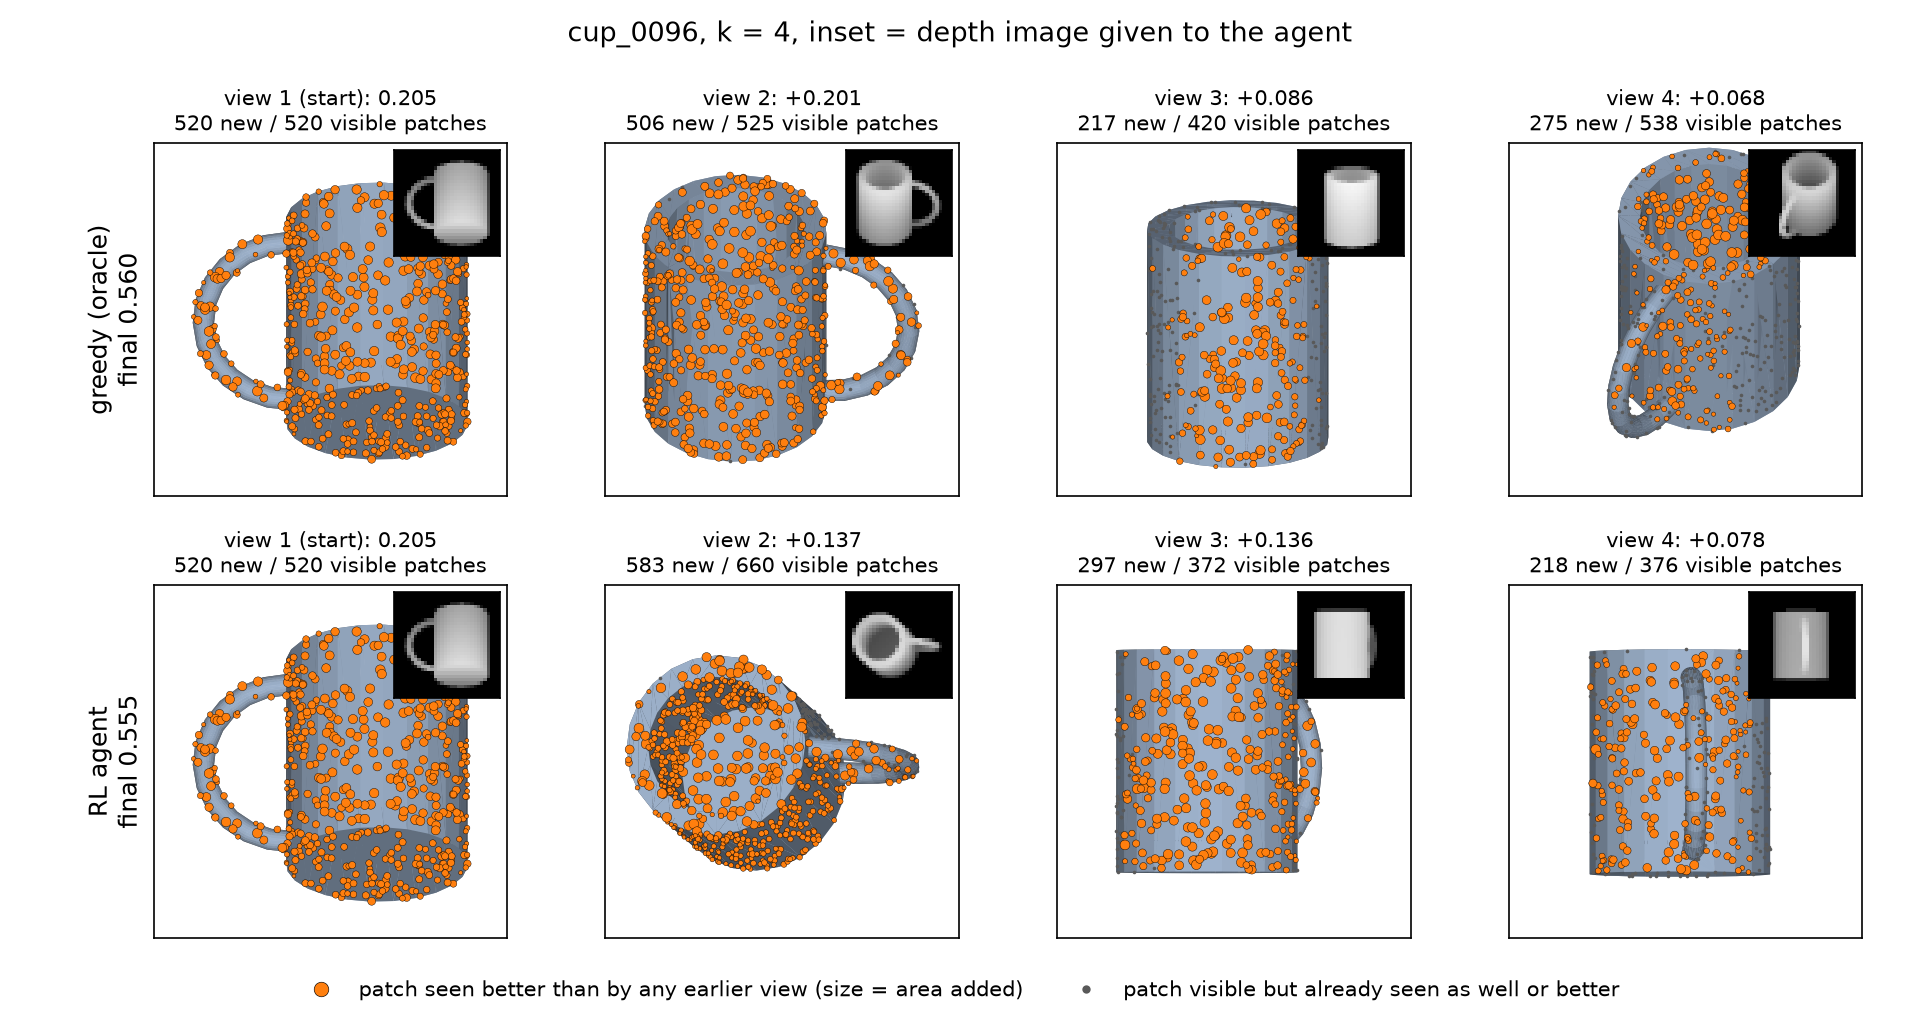 cup_0096, k = 4, inset = depth image given to the agent
view 1 (start): 0.205
520 new / 520 visible patches
view 2: +0.201
506 new / 525 visible patches
view 3: +0.086
217 new / 420 visible patches
view 4: +0.068
275 new / 538 visible patches
greedy (oracle)
final 0.560
view 1 (start): 0.205
520 new / 520 visible patches
view 2: +0.137
583 new / 660 visible patches
view 3: +0.136
297 new / 372 visible patches
view 4: +0.078
218 new / 376 visible patches
RL agent
final 0.555
patch seen better than by any earlier view (size = area added)
patch visible but already seen as well or better